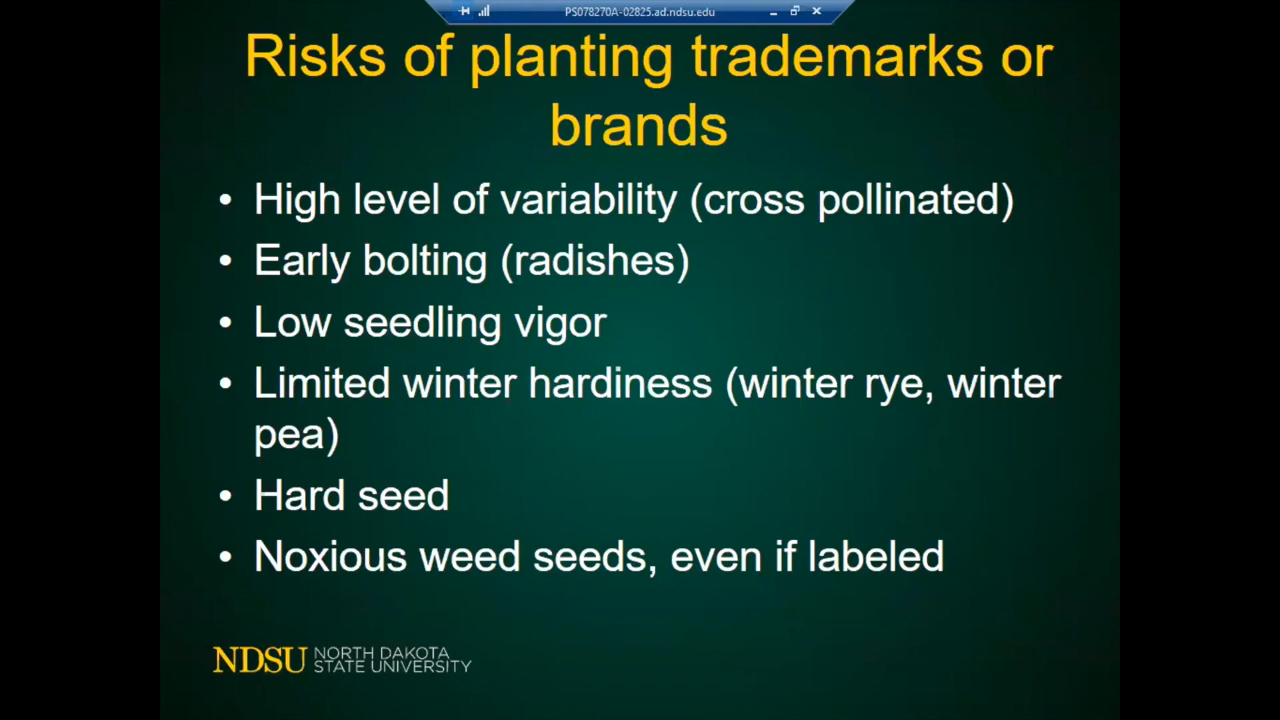 PS078270A-02825.ad.ndsu.edu
Risks of planting trademarks or
brands
• High level of variability (cross pollinated)
• Early bolting (radishes)
• Low seedling vigor
• Limited winter hardiness (winter rye, winter
pea)
• Hard seed
• Noxious weed seeds, even if labeled
NDSU NORTH DAKOTA
STATE UNIVERSITY